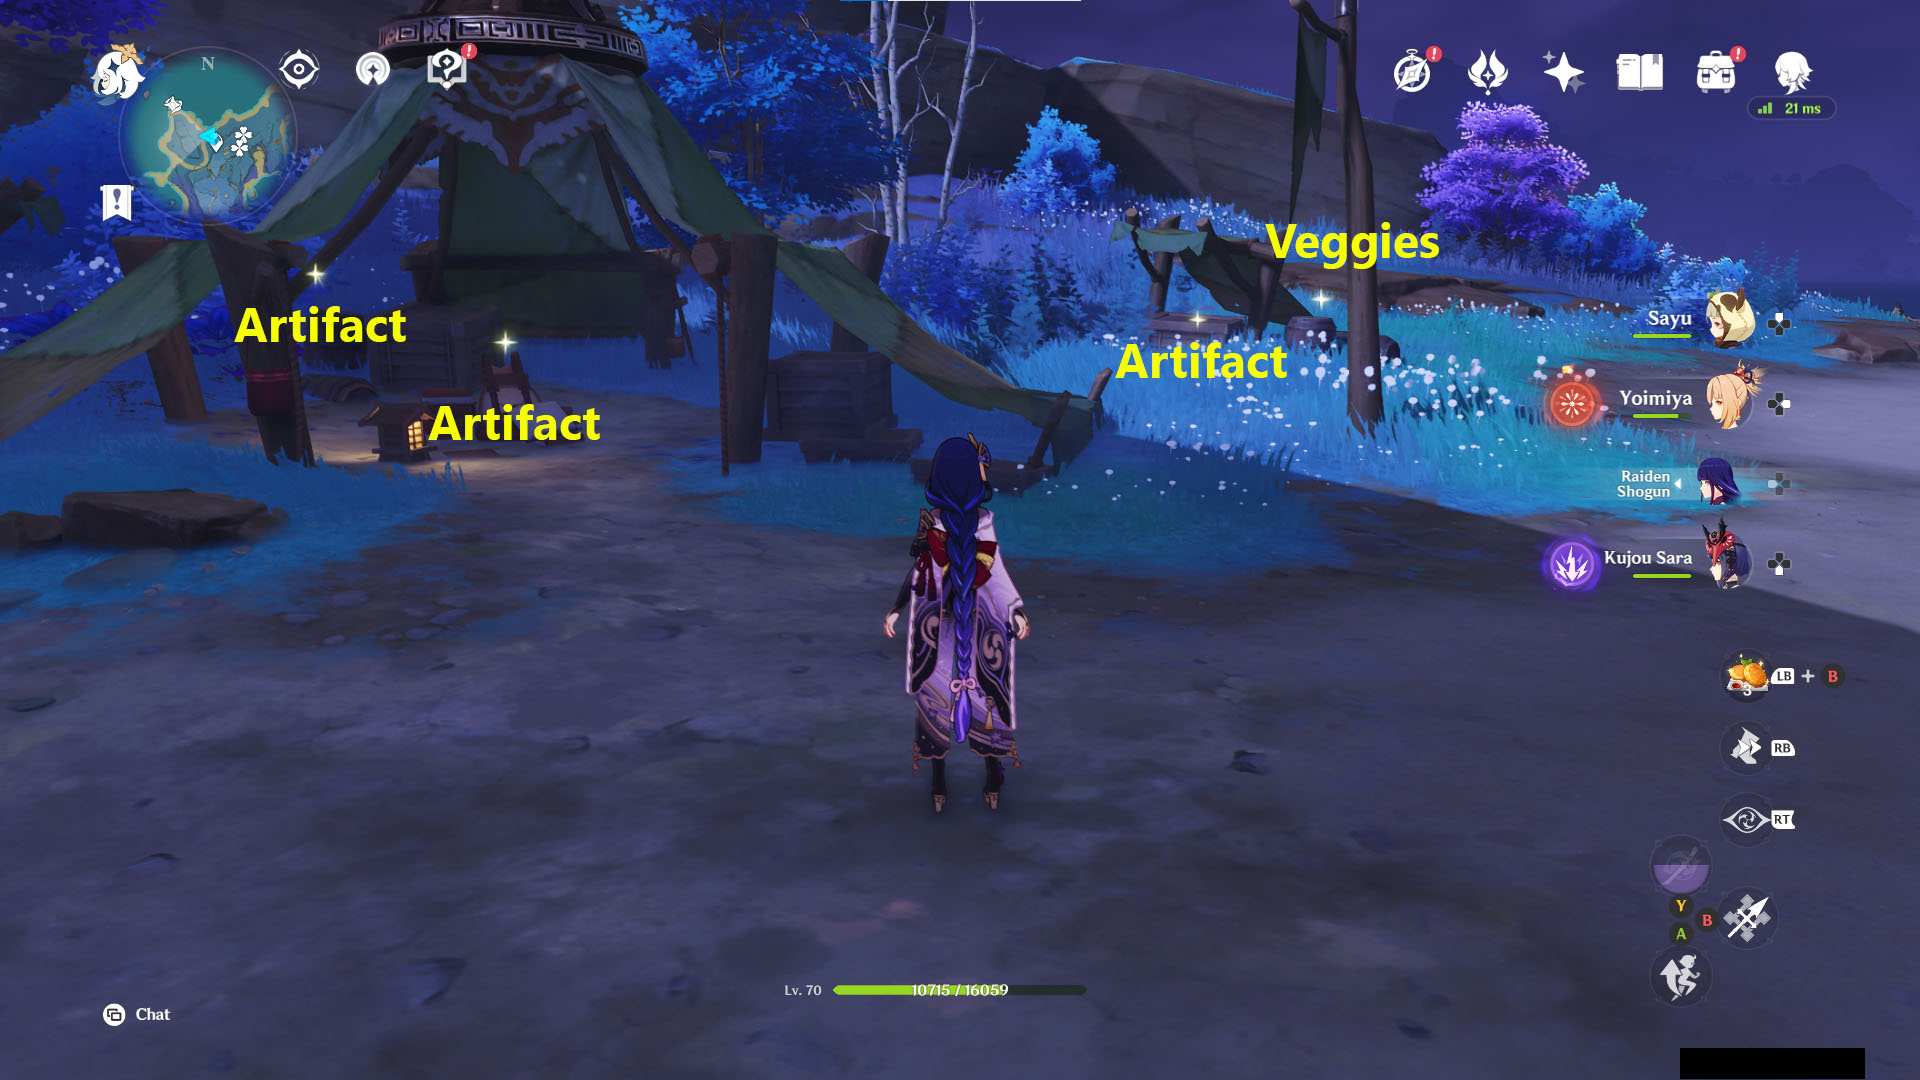 N
21 ms
Veggies
Artifact
Artifact
Artifact
Sayu
Yoimiya
Raiden
Shogun
Kujou Sara
3
LB + B
RB
RT
Y
B
A
Lv. 70
10715 / 16059
Chat